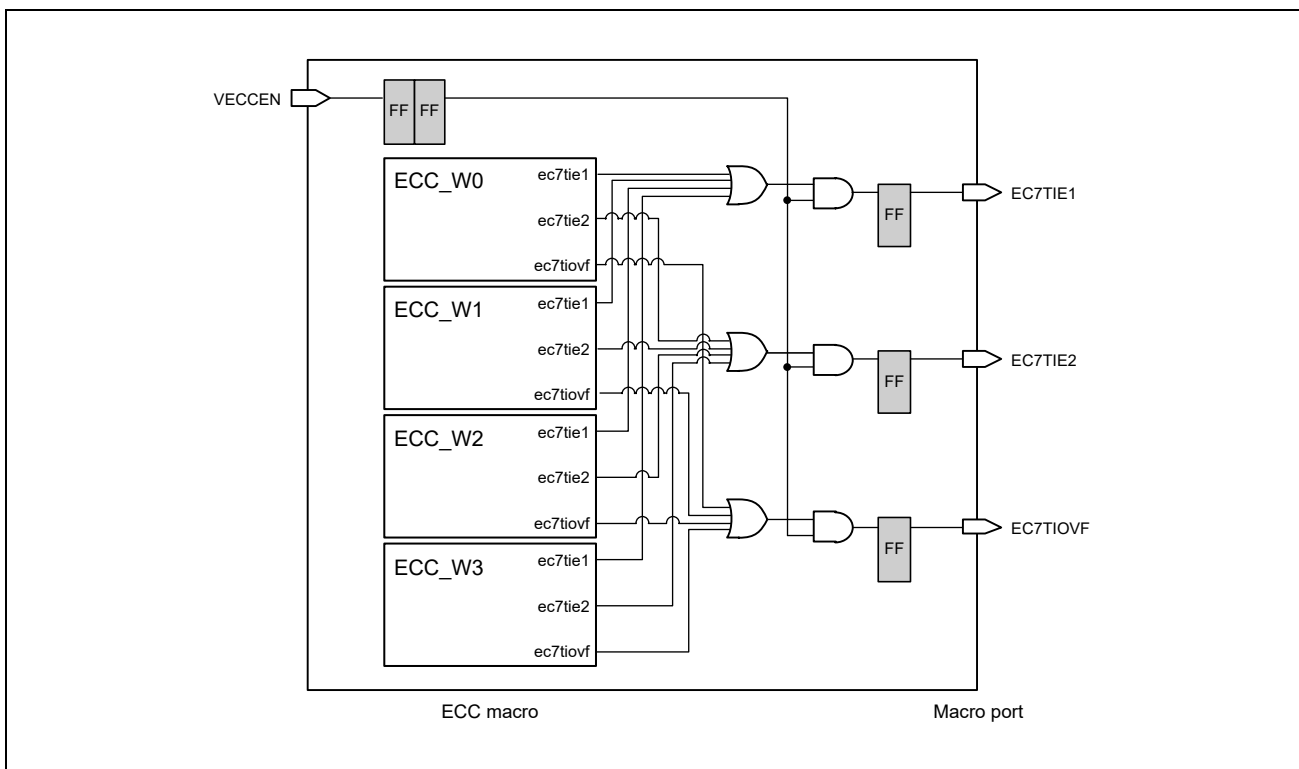 VECCEN
FF FF
ECC_W0
ec7tie1
ec7tie2
ec7tiovf
ECC_W1
ec7tie1
ec7tie2
ec7tiovf
ECC_W2
ec7tie1
ec7tie2
ec7tiovf
ECC_W3
ec7tie1
ec7tie2
ec7tiovf
FF
EC7TIE1
FF
EC7TIE2
FF
EC7TIOVF
ECC macro
Macro port